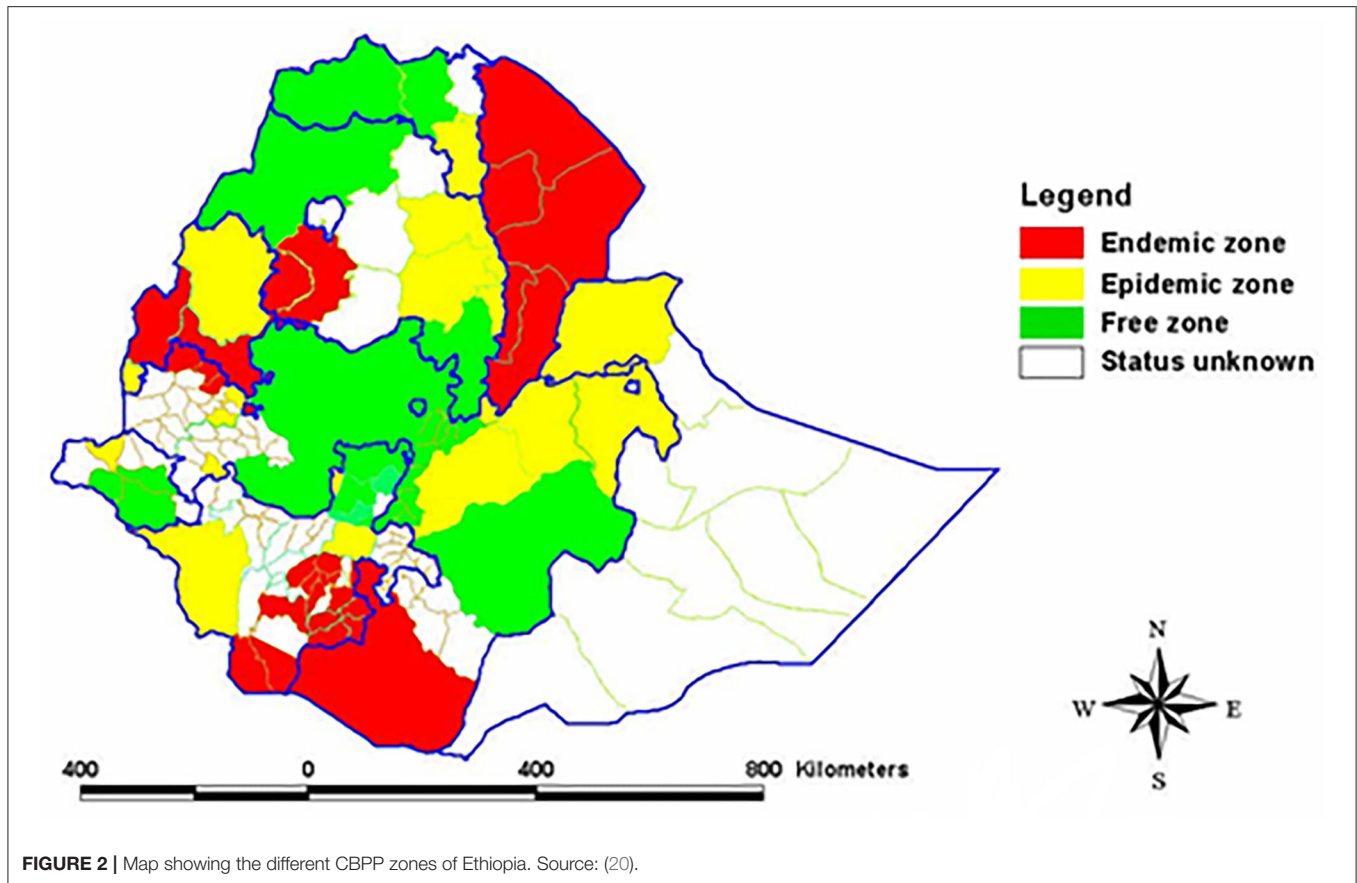 Legend
Endemic zone
Epidemic zone
Free zone
Status unknown
N
W E
S
400 0 400 800 Kilometers
FIGURE 2 | Map showing the different CBPP zones of Ethiopia. Source: (20).